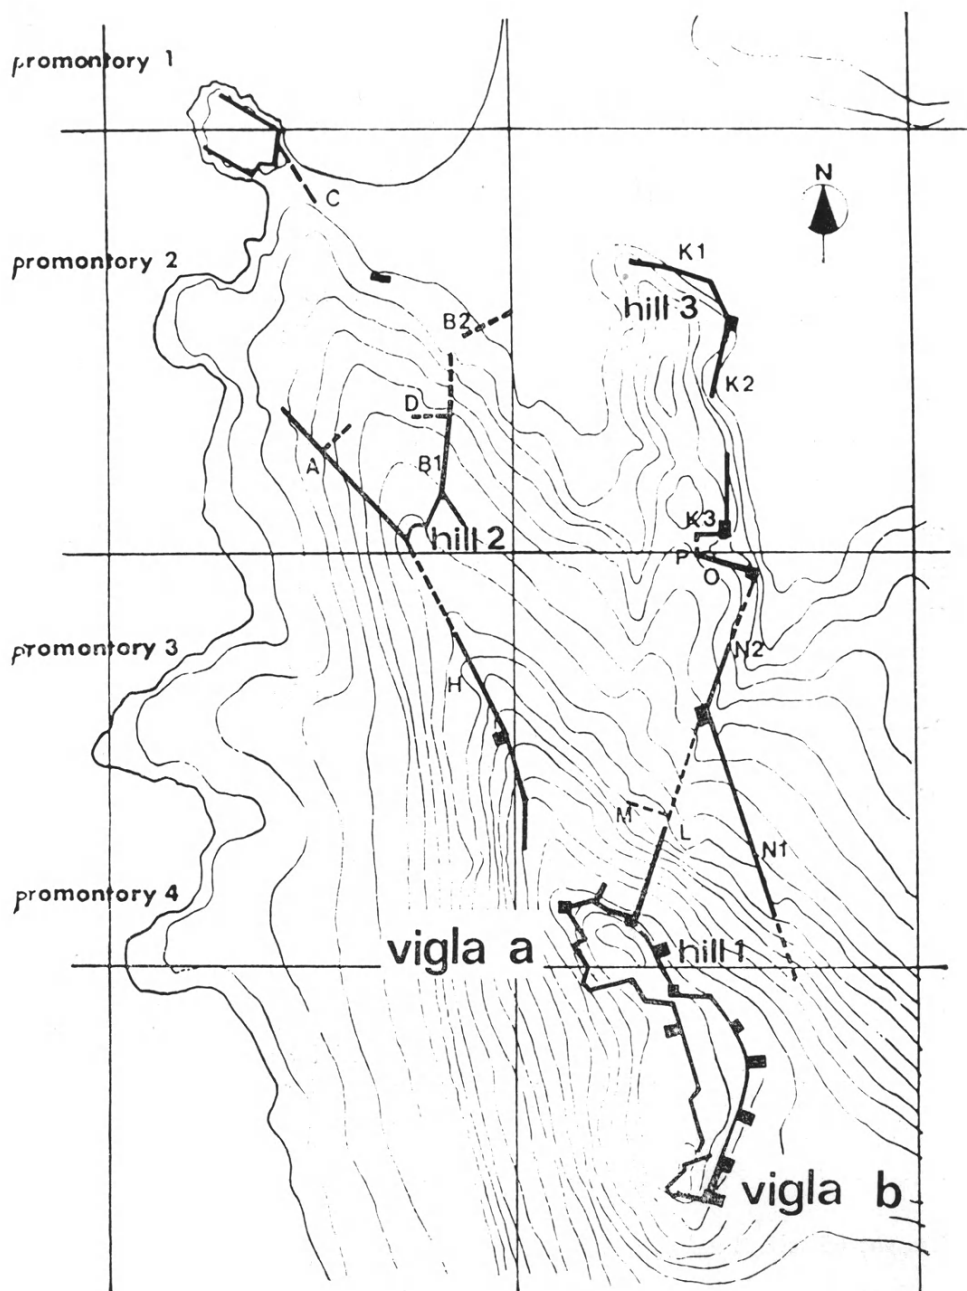 promontory 1
N
C
K1
promontory 2
hill 3
B2
K2
D
A
B1
K3
hill 2
P
O
promontory 3
N2
H
M
L
N1
promontory 4
vigla a
hill 1
vigla b